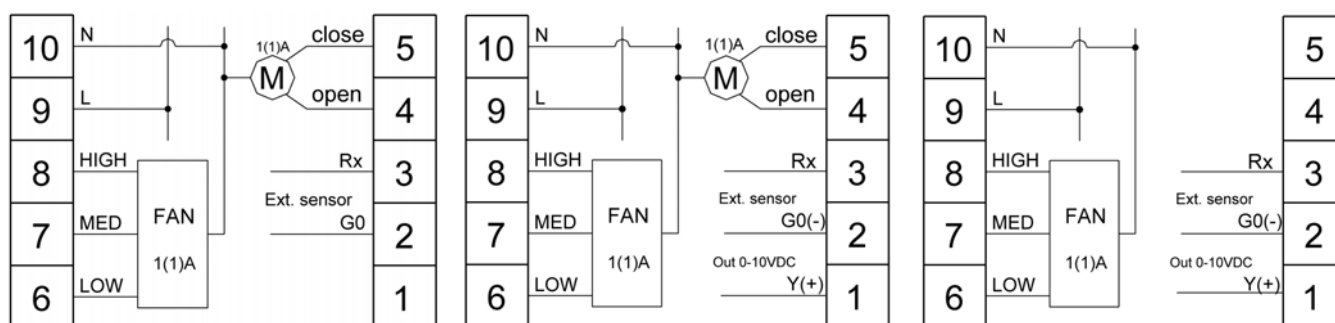 10 N 1(1)A close 5
M
9 L open 4
8 HIGH Rx 3
Ext. sensor
7 MED FAN G0 2
1(1)A
6 LOW 1
10 N 1(1)A close 5
M
9 L open 4
8 HIGH Rx 3
Ext. sensor
7 MED FAN G0(-) 2
1(1)A Out 0-10VDC
6 LOW Y(+) 1
10 N 5
9 L 4
8 HIGH Rx 3
Ext. sensor
7 MED FAN G0(-) 2
1(1)A Out 0-10VDC
6 LOW Y(+) 1